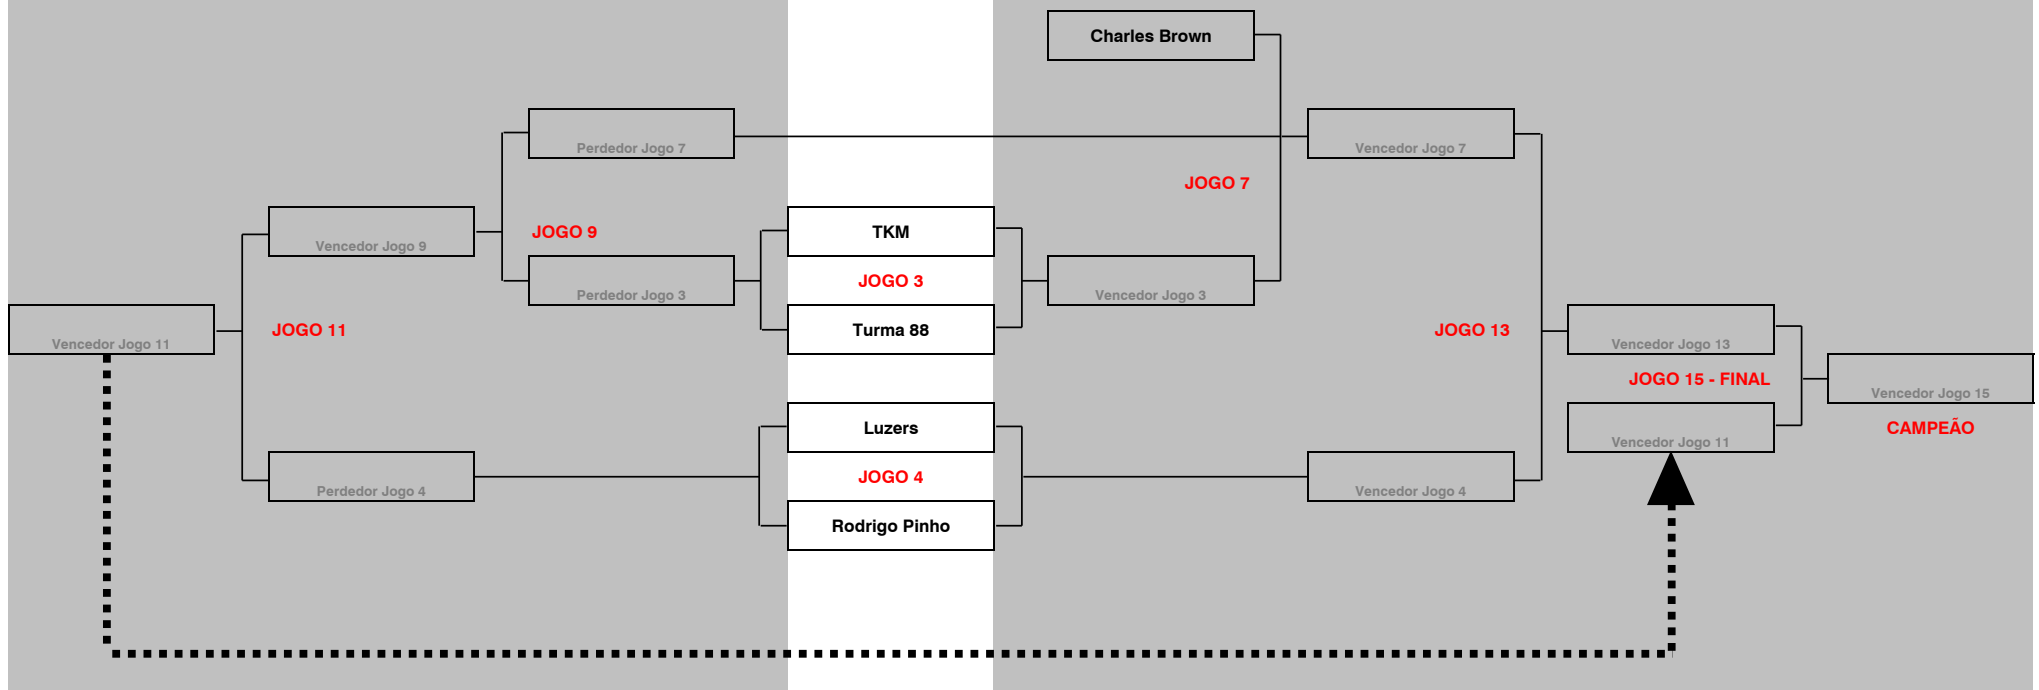 Charles Brown
Perdedor Jogo 7
Vencedor Jogo 7
JOGO 7
TKM
JOGO 9
Vencedor Jogo 9
JOGO 3
Perdedor Jogo 3
Vencedor Jogo 3
Turma 88
JOGO 11
JOGO 13
Vencedor Jogo 11
Vencedor Jogo 13
JOGO 15 - FINAL
Vencedor Jogo 15
Luzers
CAMPEÃO
Vencedor Jogo 11
JOGO 4
Perdedor Jogo 4
Vencedor Jogo 4
Rodrigo Pinho